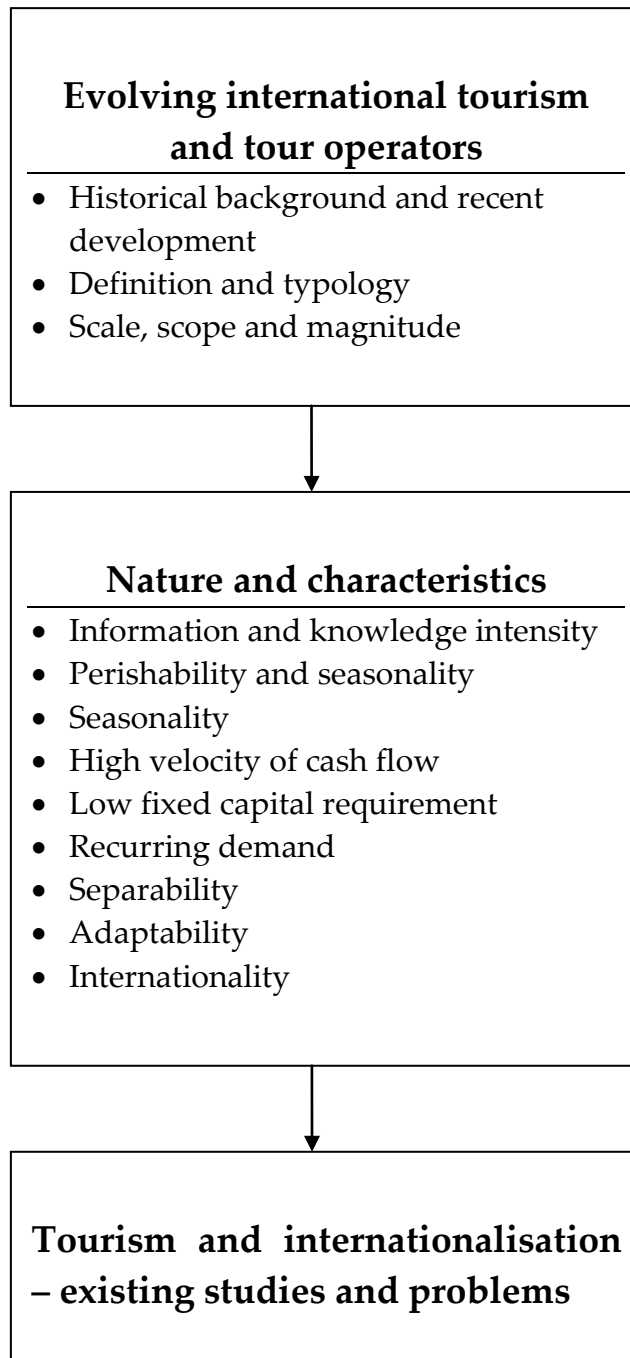 Evolving international tourism
and tour operators
• Historical background and recent
development
• Definition and typology
• Scale, scope and magnitude
Nature and characteristics
• Information and knowledge intensity
• Perishability and seasonality
• Seasonality
• High velocity of cash flow
• Low fixed capital requirement
• Recurring demand
• Separability
• Adaptability
• Internationality
Tourism and internationalisation
– existing studies and problems